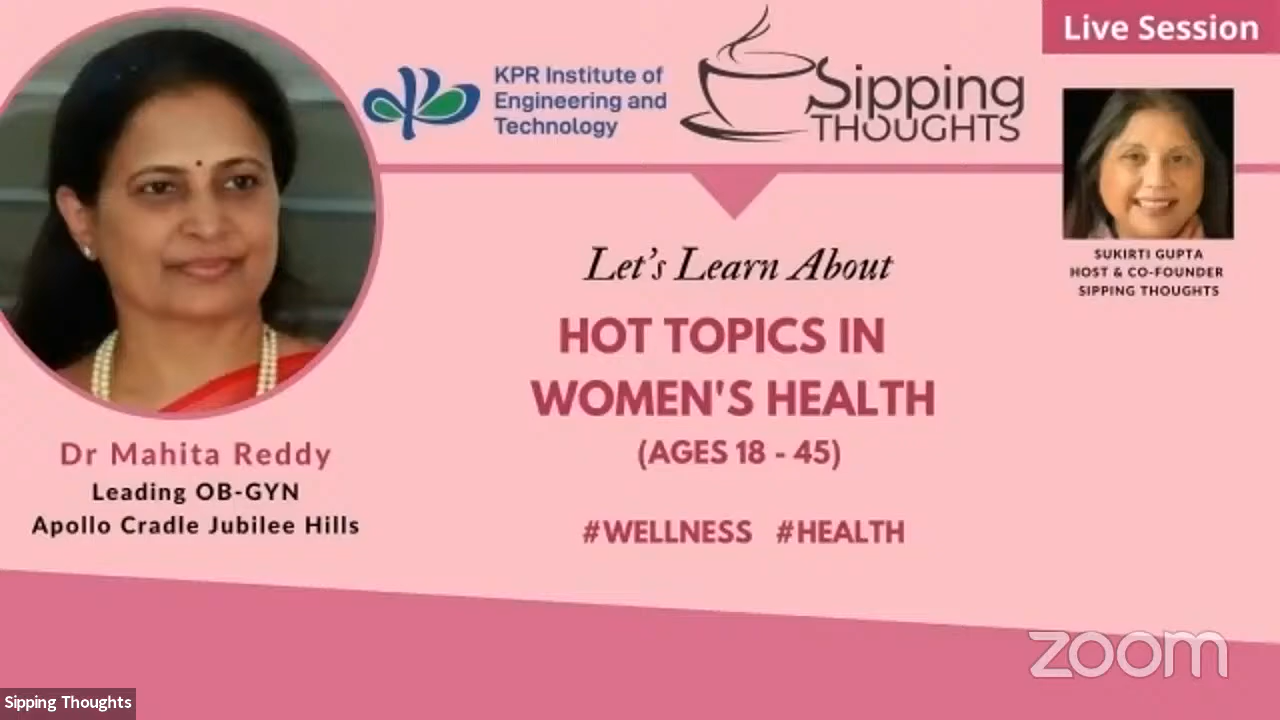 Live Session
KPR Institute of
Engineering and
Technology
Sipping
THOUGHTS
SUKIRTI GUPTA
HOST & CO-FOUNDER
SIPPING THOUGHTS
Let's Learn About
HOT TOPICS IN
WOMEN'S HEALTH
(AGES 18 - 45)
#WELLNESS #HEALTH
Dr Mahita Reddy
Leading OB-GYN
Apollo Cradle Jubilee Hills
zoom
Sipping Thoughts